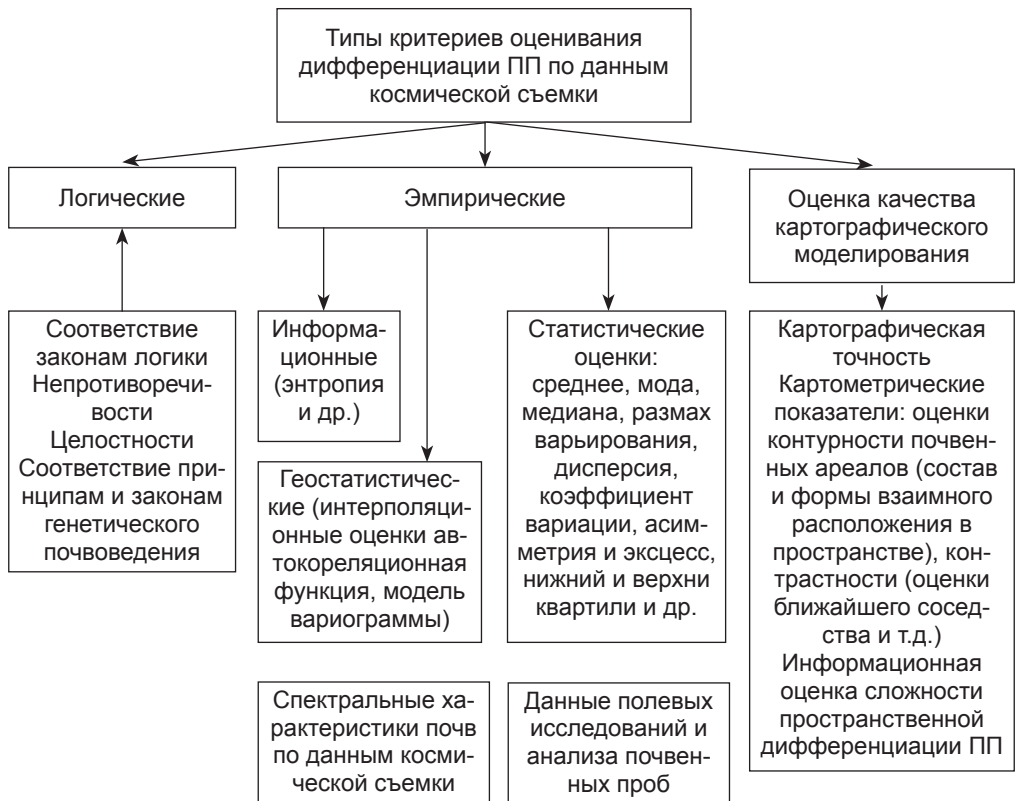 Типы критериев оценивания
дифференциации ПП по данным
космической съемки
Логические
Эмпирические
Оценка качества
картографического
моделирования
Соответствие
законам логики
Непротиворечи-
вости
Целостности
Соответствие при-
нципам и законам
генетического
почвоведения
Информа-
ционные
(энтропия
и др.)
Геостатистичес-
кие (интерполяци-
онные оценки ав-
токореляционная
функция, модель
вариограммы)
Статистические
оценки:
среднее, мода,
медиана, размах
варьирования,
дисперсия,
коэффициент
вариации, асим-
метрия и эксцесс,
нижний и верхни
квартили и др.
Картографическая
точность
Картометрические
показатели: оценки
контурности почвен-
ных ареалов (состав
и формы взаимного
расположения в
пространстве), кон-
трастности (оценки
ближайшего сосед-
ства и т.д.)
Информационная
оценка сложности
пространственной
дифференциации ПП
Спектральные ха-
рактеристики почв
по данным косми-
ческой съемки
Данные полевых
исследований и
анализа почвен-
ных проб